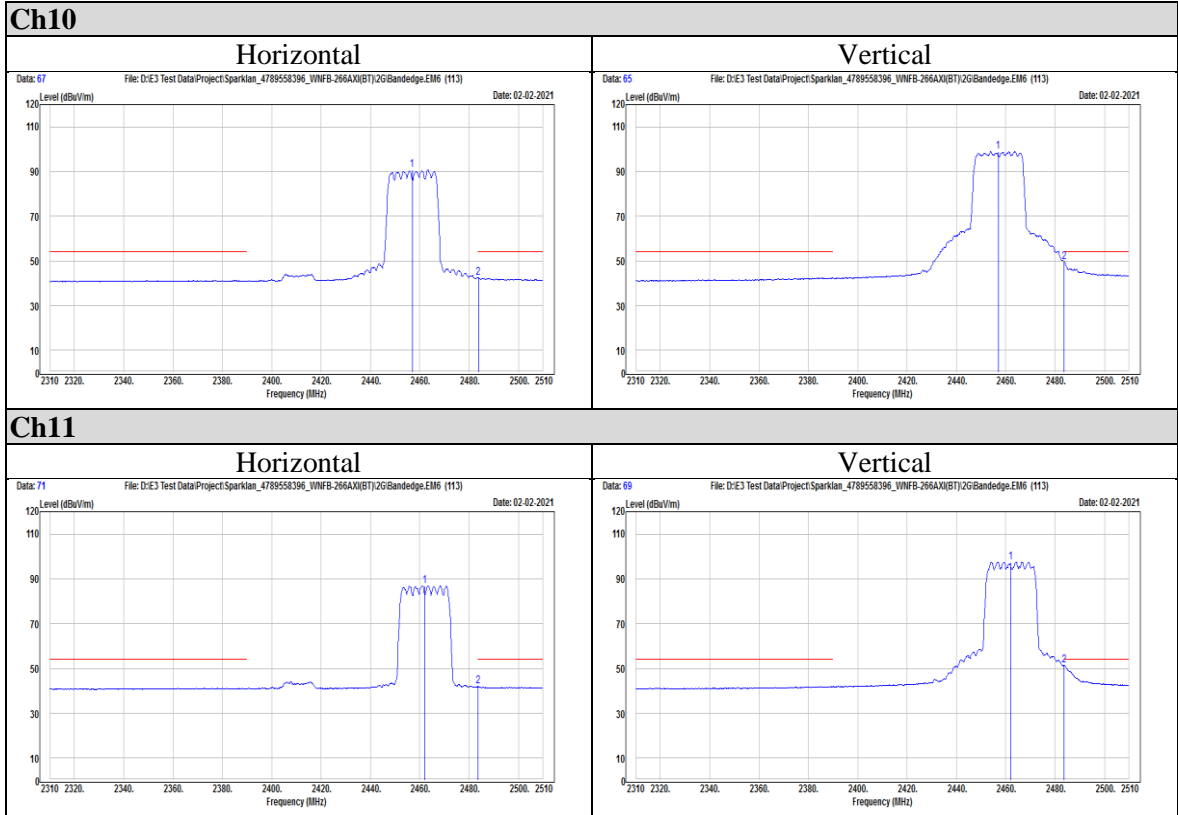 Ch10
Horizontal Vertical
Data: 67 File: D:\E3 Test Data\Project\Sparklan_4789558396_WNFB-266AXI(BT)\2G\Bandedge.EM6 (113)
120 Level (dBuV/m) Date: 02-02-2021
110
90
70
50
30
10
0
1
2
2310 2320. 2340. 2360. 2380. 2400. 2420. 2440. 2460. 2480. 2500. 2510
Frequency (MHz)
Data: 65 File: D:\E3 Test Data\Project\Sparklan_4789558396_WNFB-266AXI(BT)\2G\Bandedge.EM6 (113)
120 Level (dBuV/m) Date: 02-02-2021
110
90
70
50
30
10
0
1
2
2310 2320. 2340. 2360. 2380. 2400. 2420. 2440. 2460. 2480. 2500. 2510
Frequency (MHz)
Ch11
Horizontal Vertical
Data: 71 File: D:\E3 Test Data\Project\Sparklan_4789558396_WNFB-266AXI(BT)\2G\Bandedge.EM6 (113)
120 Level (dBuV/m) Date: 02-02-2021
110
90
70
50
30
10
0
1
2
2310 2320. 2340. 2360. 2380. 2400. 2420. 2440. 2460. 2480. 2500. 2510
Frequency (MHz)
Data: 69 File: D:\E3 Test Data\Project\Sparklan_4789558396_WNFB-266AXI(BT)\2G\Bandedge.EM6 (113)
120 Level (dBuV/m) Date: 02-02-2021
110
90
70
50
30
10
0
1
2
2310 2320. 2340. 2360. 2380. 2400. 2420. 2440. 2460. 2480. 2500. 2510
Frequency (MHz)